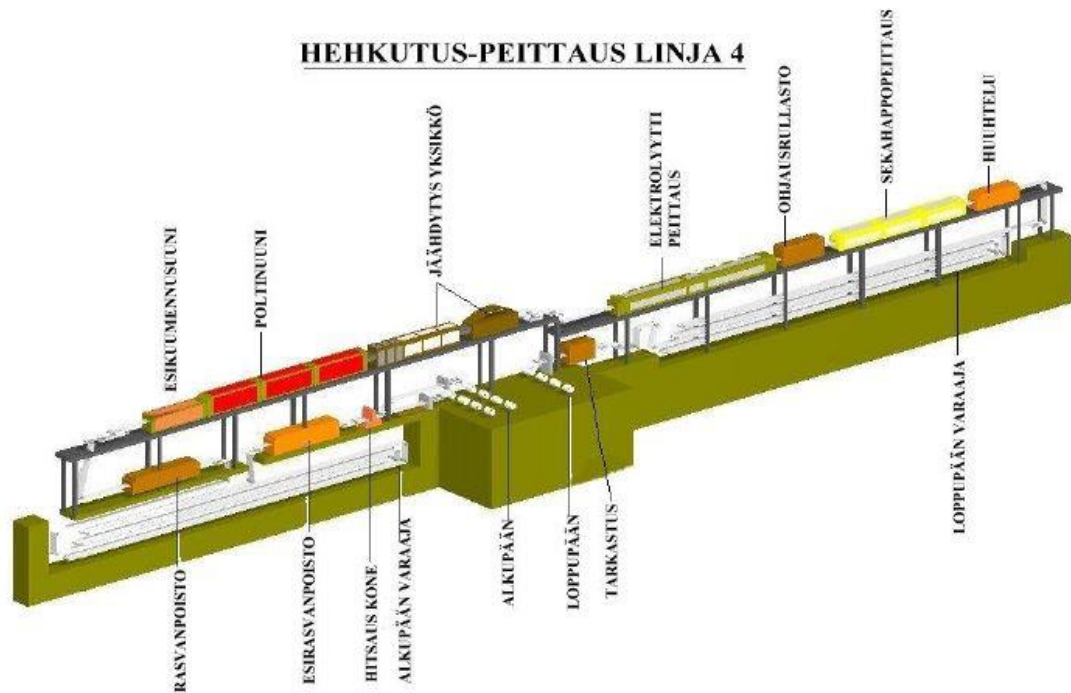 HEHKUTUS-PEITTAUS LINJA 4
ESIKUUMENNUSUUNI
POLTINUUNI
JÄÄHDYTYS YKSIKKÖ
ELEKTROLYYTTI
PEITTAUS
OHJAUSRULLASTO
SEKAHAPPOPEITTAUS
HUUHTELU
RASVANPOISTO
ESIRASVANPOISTO
HITSAUS KONE
ALKUPÄÄN VARAAJA
ALKUPÄÄN
LOPPUPÄÄN
TARKASTUS
LOPPUPÄÄN VARAAJA